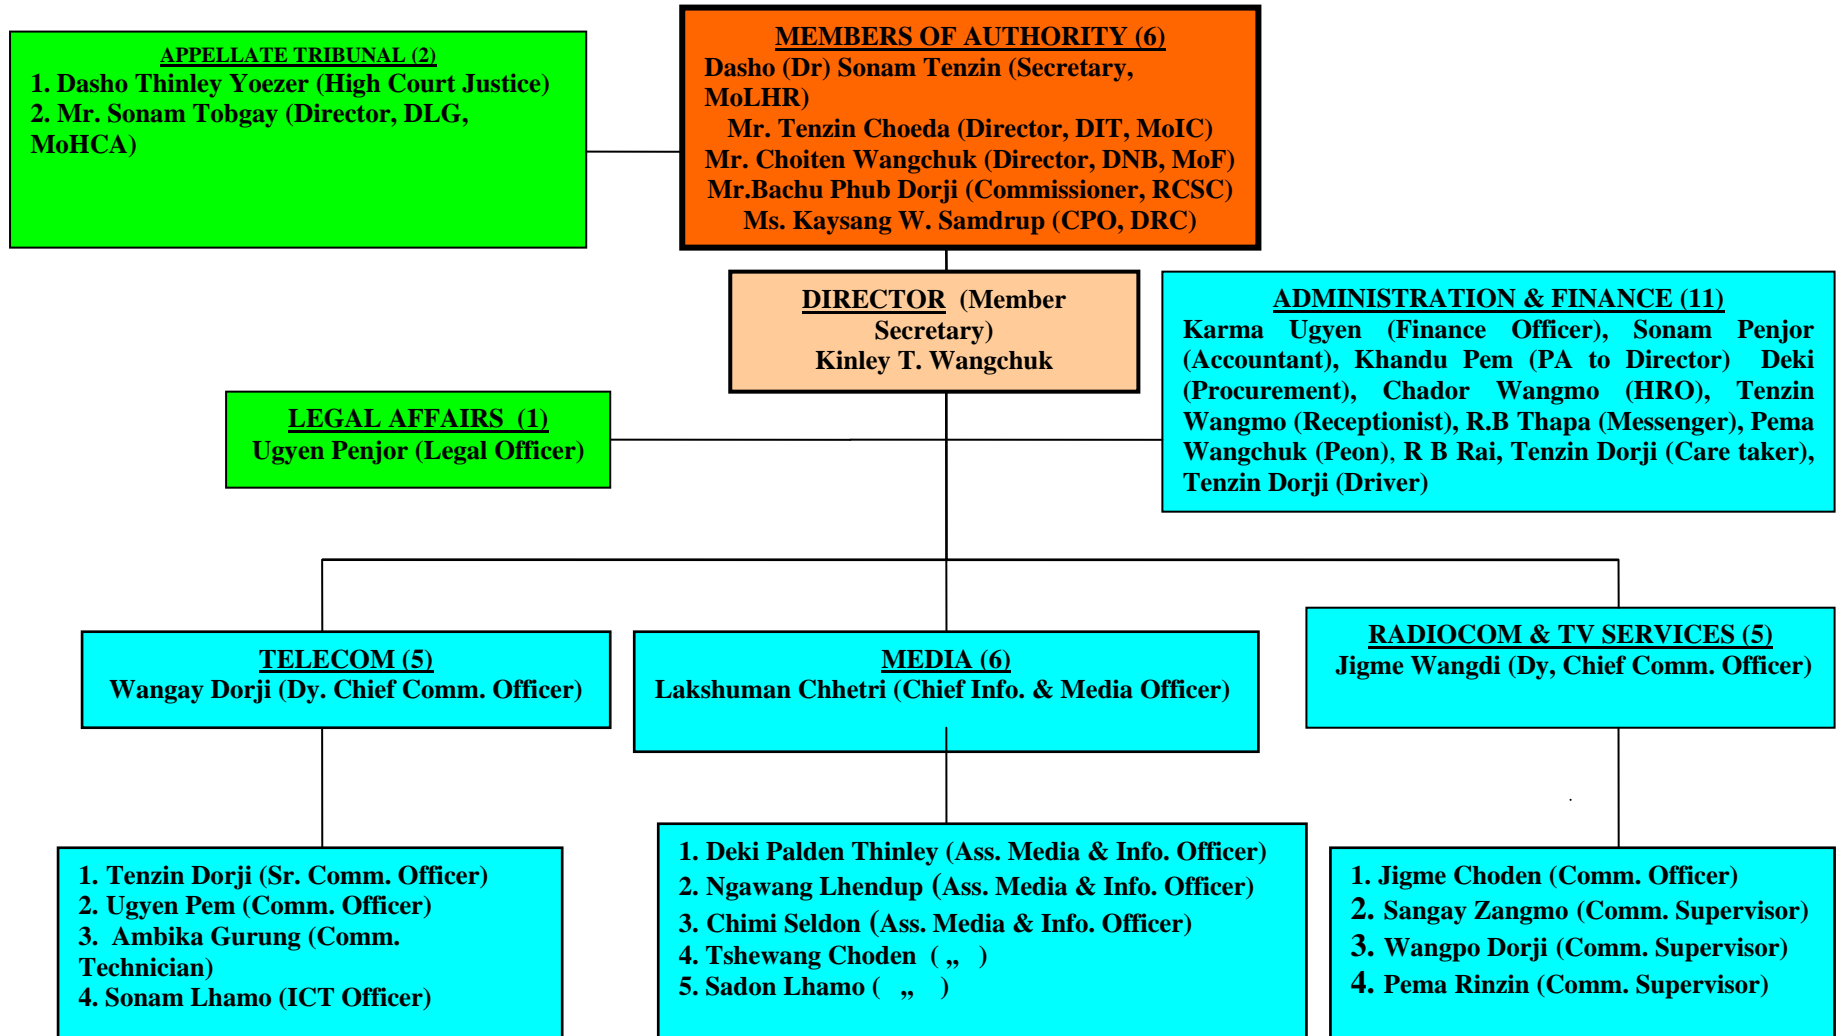 APPELLATE TRIBUNAL (2)
1. Dasho Thinley Yoezer (High Court Justice)
2. Mr. Sonam Tobgay (Director, DLG,
MoHCA)
MEMBERS OF AUTHORITY (6)
Dasho (Dr) Sonam Tenzin (Secretary,
MoLHR)
Mr. Tenzin Choeda (Director, DIT, MoIC)
Mr. Choiten Wangchuk (Director, DNB, MoF)
Mr.Bachu Phub Dorji (Commissioner, RCSC)
Ms. Kaysang W. Samdrup (CPO, DRC)
DIRECTOR (Member
Secretary)
Kinley T. Wangchuk
ADMINISTRATION & FINANCE (11)
Karma Ugyen (Finance Officer), Sonam Penjor
(Accountant), Khandu Pem (PA to Director) Deki
(Procurement), Chador Wangmo (HRO), Tenzin
Wangmo (Receptionist), R.B Thapa (Messenger), Pema
Wangchuk (Peon), R B Rai, Tenzin Dorji (Care taker),
Tenzin Dorji (Driver)
LEGAL AFFAIRS (1)
Ugyen Penjor (Legal Officer)
TELECOM (5)
Wangay Dorji (Dy. Chief Comm. Officer)
MEDIA (6)
Lakshuman Chhetri (Chief Info. & Media Officer)
RADIOCOM & TV SERVICES (5)
Jigme Wangdi (Dy, Chief Comm. Officer)
1. Tenzin Dorji (Sr. Comm. Officer)
2. Ugyen Pem (Comm. Officer)
3. Ambika Gurung (Comm.
Technician)
4. Sonam Lhamo (ICT Officer)
1. Deki Palden Thinley (Ass. Media & Info. Officer)
2. Ngawang Lhendup (Ass. Media & Info. Officer)
3. Chimi Seldon (Ass. Media & Info. Officer)
4. Tshewang Choden ( „ )
5. Sadon Lhamo ( „ )
1. Jigme Choden (Comm. Officer)
2. Sangay Zangmo (Comm. Supervisor)
3. Wangpo Dorji (Comm. Supervisor)
4. Pema Rinzin (Comm. Supervisor)